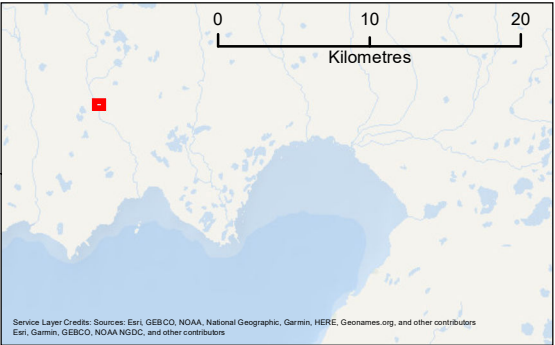 0 10 20
Kilometres
Service Layer Credits: Sources: Esri, GEBCO, NOAA, National Geographic, Garmin, HERE, Geonames.org, and other contributors
Esri, Garmin, GEBCO, NOAA NGDC, and other contributors